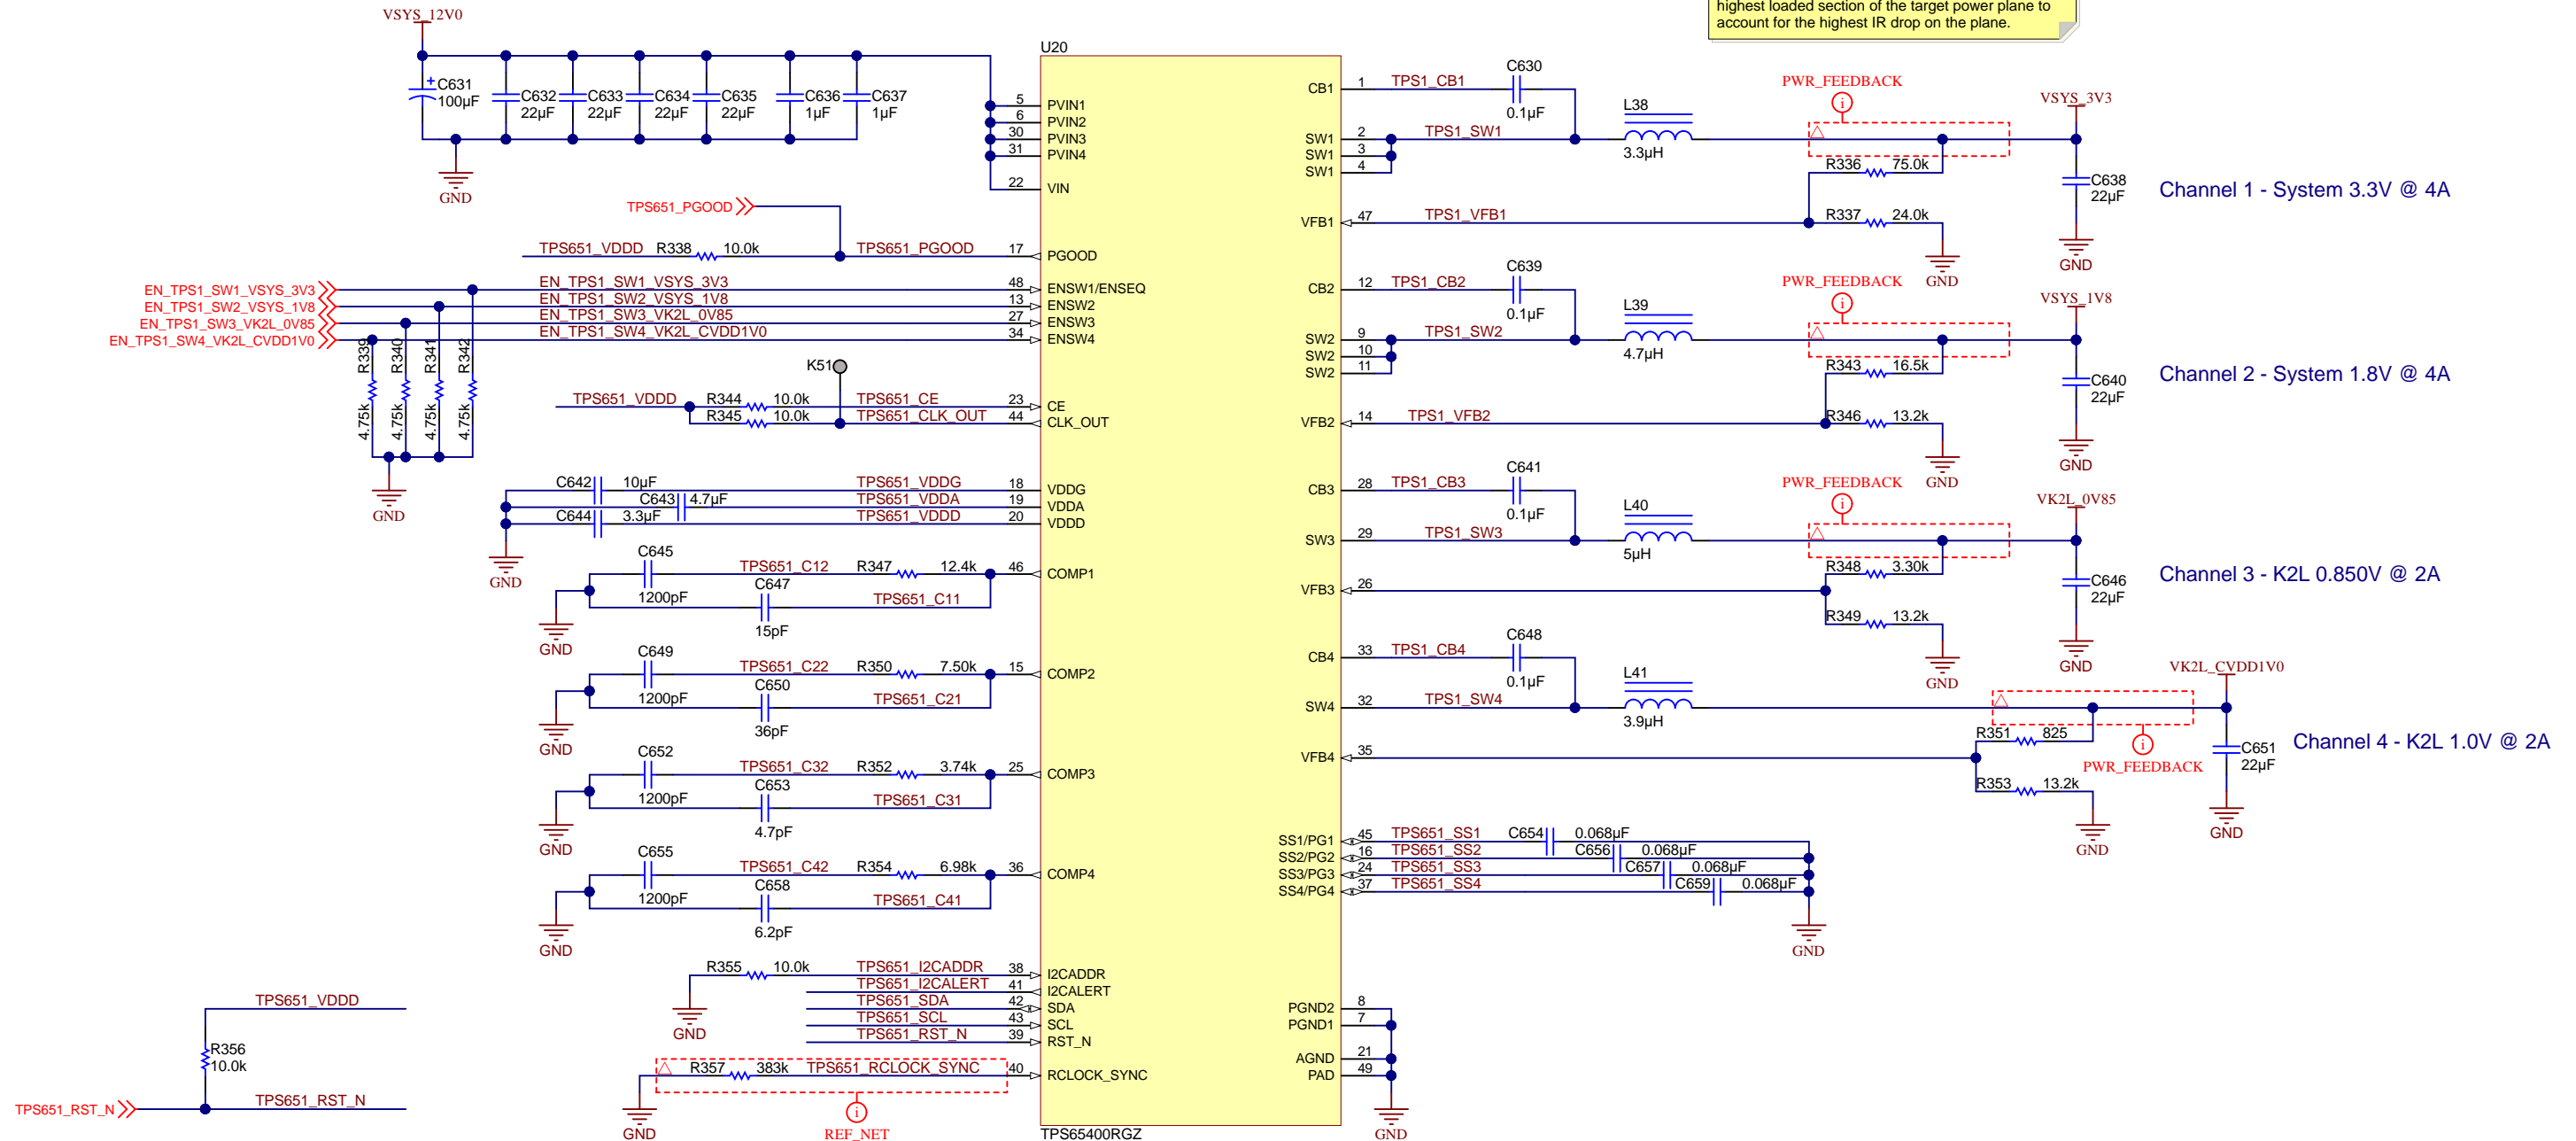 highest loaded section of the target power plane to
account for the highest IR drop on the plane.
VSYS_12V0
C631
100µF
C632
22µF
C633
22µF
C634
22µF
C635
22µF
C636
1µF
C637
1µF
GND
U20
5 PVIN1
6 PVIN2
30 PVIN3
31 PVIN4
22 VIN
TPS651_PGOOD
TPS651_VDDD R338 10.0k TPS651_PGOOD 17 PGOOD
EN_TPS1_SW1_VSYS_3V3 EN_TPS1_SW1_VSYS_3V3 48 ENSW1/ENSEQ
EN_TPS1_SW2_VSYS_1V8 EN_TPS1_SW2_VSYS_1V8 13 ENSW2
EN_TPS1_SW3_VK2L_0V85 EN_TPS1_SW3_VK2L_0V85 27 ENSW3
EN_TPS1_SW4_VK2L_CVDD1V0 EN_TPS1_SW4_VK2L_CVDD1V0 34 ENSW4
R339 4.75k
R340 4.75k
R341 4.75k
R342 4.75k
GND
K51
TPS651_VDDD R344 10.0k TPS651_CE 23 CE
R345 10.0k TPS651_CLK_OUT 44 CLK_OUT
C642 10µF TPS651_VDDG 18 VDDG
C643 4.7µF TPS651_VDDA 19 VDDA
C644 3.3µF TPS651_VDDD 20 VDDD
GND
C645
1200pF
TPS651_C12 R347 12.4k 46 COMP1
C647
15pF
TPS651_C11
GND
C649
1200pF
TPS651_C22 R350 7.50k 15 COMP2
C650
36pF
TPS651_C21
GND
C652
1200pF
TPS651_C32 R352 3.74k 25 COMP3
C653
4.7pF
TPS651_C31
GND
C655
1200pF
TPS651_C42 R354 6.98k 36 COMP4
C658
6.2pF
TPS651_C41
GND
R355 10.0k TPS651_I2CADDR 38 I2CADDR
TPS651_I2CALERT 41 I2CALERT
TPS651_SDA 42 SDA
TPS651_SCL 43 SCL
TPS651_RST_N 39 RST_N
GND
R357 383k TPS651_RCLOCK_SYNC 40 RCLOCK_SYNC
GND
i
REF_NET
TPS651_VDDD
R356
10.0k
TPS651_RST_N TPS651_RST_N
TPS65400RGZ
CB1 1 TPS1_CB1
C630
0.1µF
SW1 2 TPS1_SW1
SW1 3
SW1 4
L38
3.3µH
PWR_FEEDBACK
i
VSYS_3V3
R336 75.0k
VFB1 47 TPS1_VFB1
R337 24.0k
GND
C638
22µF
GND
Channel 1 - System 3.3V @ 4A
CB2 12 TPS1_CB2
C639
0.1µF
SW2 9 TPS1_SW2
SW2 10
SW2 11
L39
4.7µH
PWR_FEEDBACK
i
VSYS_1V8
R343 16.5k
VFB2 14 TPS1_VFB2
R346 13.2k
GND
C640
22µF
GND
Channel 2 - System 1.8V @ 4A
CB3 28 TPS1_CB3
C641
0.1µF
SW3 29 TPS1_SW3
L40
5µH
PWR_FEEDBACK
i
VK2L_0V85
R348 3.30k
VFB3 26
R349 13.2k
GND
C646
22µF
GND
Channel 3 - K2L 0.850V @ 2A
CB4 33 TPS1_CB4
C648
0.1µF
SW4 32 TPS1_SW4
L41
3.9µH
VK2L_CVDD1V0
R351 825
i
PWR_FEEDBACK
VFB4 35
R353 13.2k
GND
C651
22µF
GND
Channel 4 - K2L 1.0V @ 2A
SS1/PG1 45 TPS651_SS1 C654 0.068µF
SS2/PG2 16 TPS651_SS2 C656 0.068µF
SS3/PG3 24 TPS651_SS3 C657 0.068µF
SS4/PG4 37 TPS651_SS4 C659 0.068µF
GND
PGND2 8
PGND1 7
AGND 21
PAD 49
GND